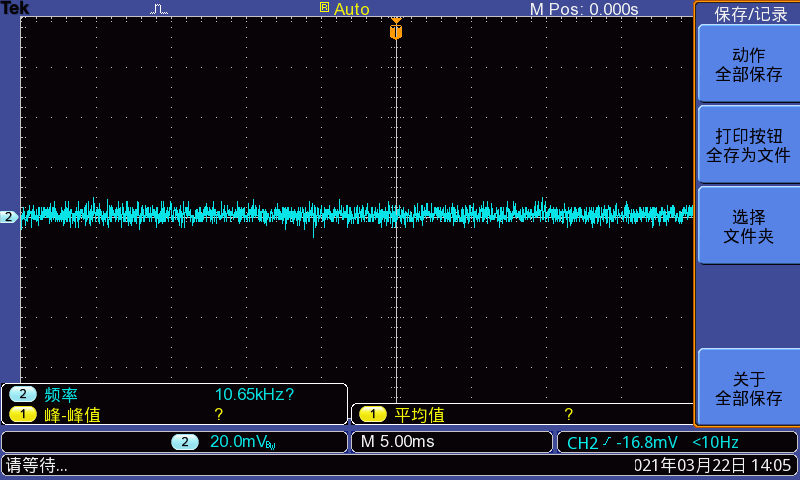 Tek
R Auto
M Pos: 0.000s
保存/记录
动作
全部保存
打印按钮
全存为文件
选择
文件夹
关于
全部保存
T
2
2 频率 10.65kHz?
1 峰-峰值 ?
1 平均值 ?
2 20.0mVBW
M 5.00ms
CH2 -16.8mV <10Hz
请等待...
021年03月22日 14:05